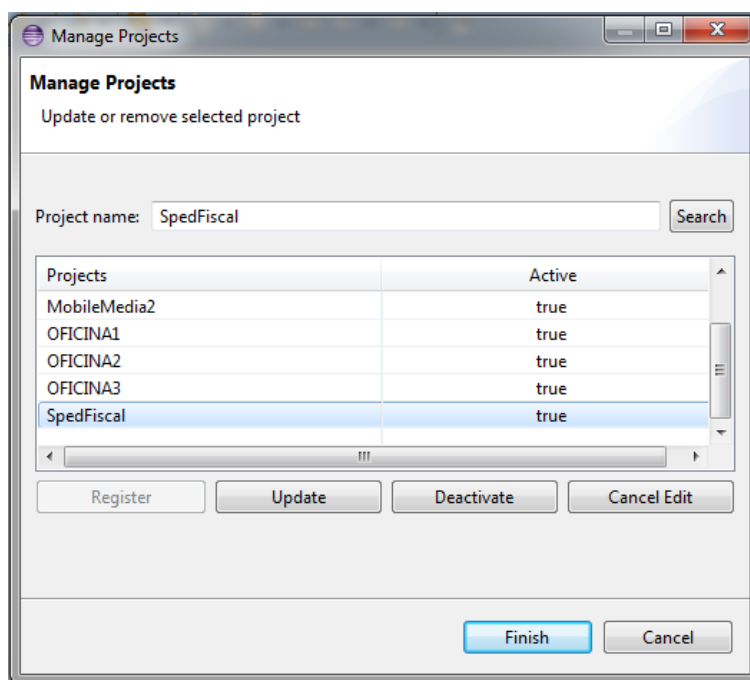 Manage Projects
Manage Projects
Update or remove selected project
Project name: SpedFiscal Search
Projects Active
MobileMedia2 true
OFICINA1 true
OFICINA2 true
OFICINA3 true
SpedFiscal true
Register Update Deactivate Cancel Edit
Finish Cancel